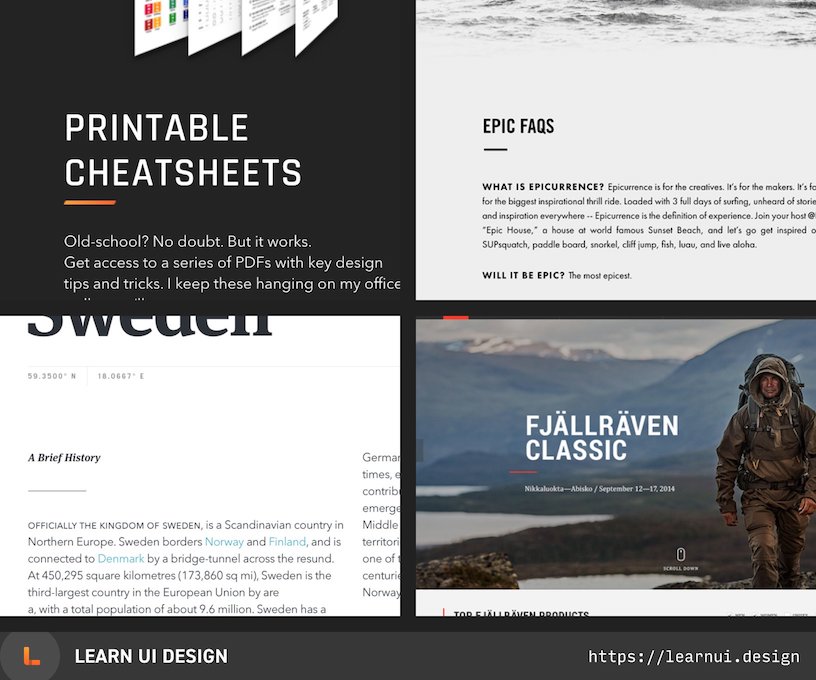 PRINTABLE
CHEATSHEETS
Old-school? No doubt. But it works.
Get access to a series of PDFs with key design
tips and tricks. I keep these hanging on my office
EPIC FAQS
WHAT IS EPICURRENCE? Epicurrence is for the creatives. It's for the makers. It's fo
for the biggest inspirational thrill ride. Loaded with 3 full days of surfing, unheard of storie
and inspiration everywhere -- Epicurrence is the definition of experience. Join your host @
"Epic House," a house at world famous Sunset Beach, and let's go get inspired o
SUPsquatch, paddle board, snorkel, cliff jump, fish, luau, and live aloha.
WILL IT BE EPIC? The most epicest.
Sweden
59.3500° N
18.0667° E
A Brief History
OFFICIALLY THE KINGDOM OF SWEDEN, is a Scandinavian country in
Northern Europe. Sweden borders Norway and Finland, and is
connected to Denmark by a bridge-tunnel across the resund.
At 450,295 square kilometres (173,860 sq mi), Sweden is the
third-largest country in the European Union by are
a, with a total population of about 9.6 million. Sweden has a
German
times, e
contribu
emerge
Middle
territori
one of t
centurie
Norway
FJÄLLRÄVEN
CLASSIC
Nikkaluokta—Abisko / September 12—17, 2014
SCROLL DOWN
TOP FJÄLLRÄVEN PRODUCTS
LEARN UI DESIGN
https://learnui.design